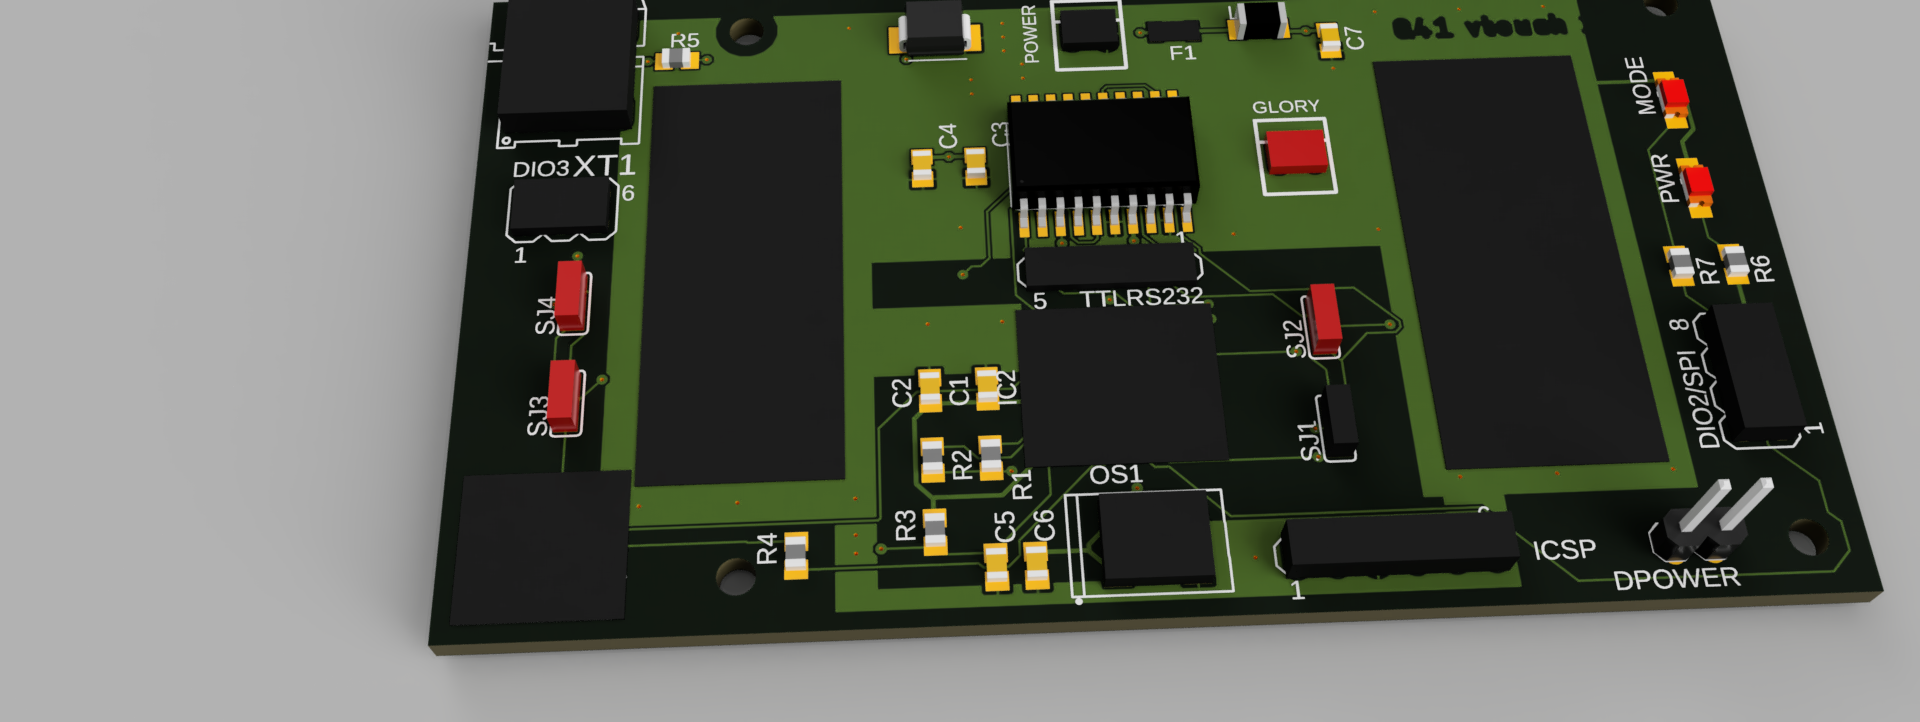 R5
POWER
F1
C7
041 vtouch
MODE
GLORY
C4
C3
DIO3
XT1
6
PWR
1
1
R7
R6
5
TTLRS232
SJ4
SJ2
8
C2
C1
IC2
DIO2/SPI
SJ3
SJ1
1
R2
R1
OS1
R3
C5
C6
R4
ICSP
1
DPOWER